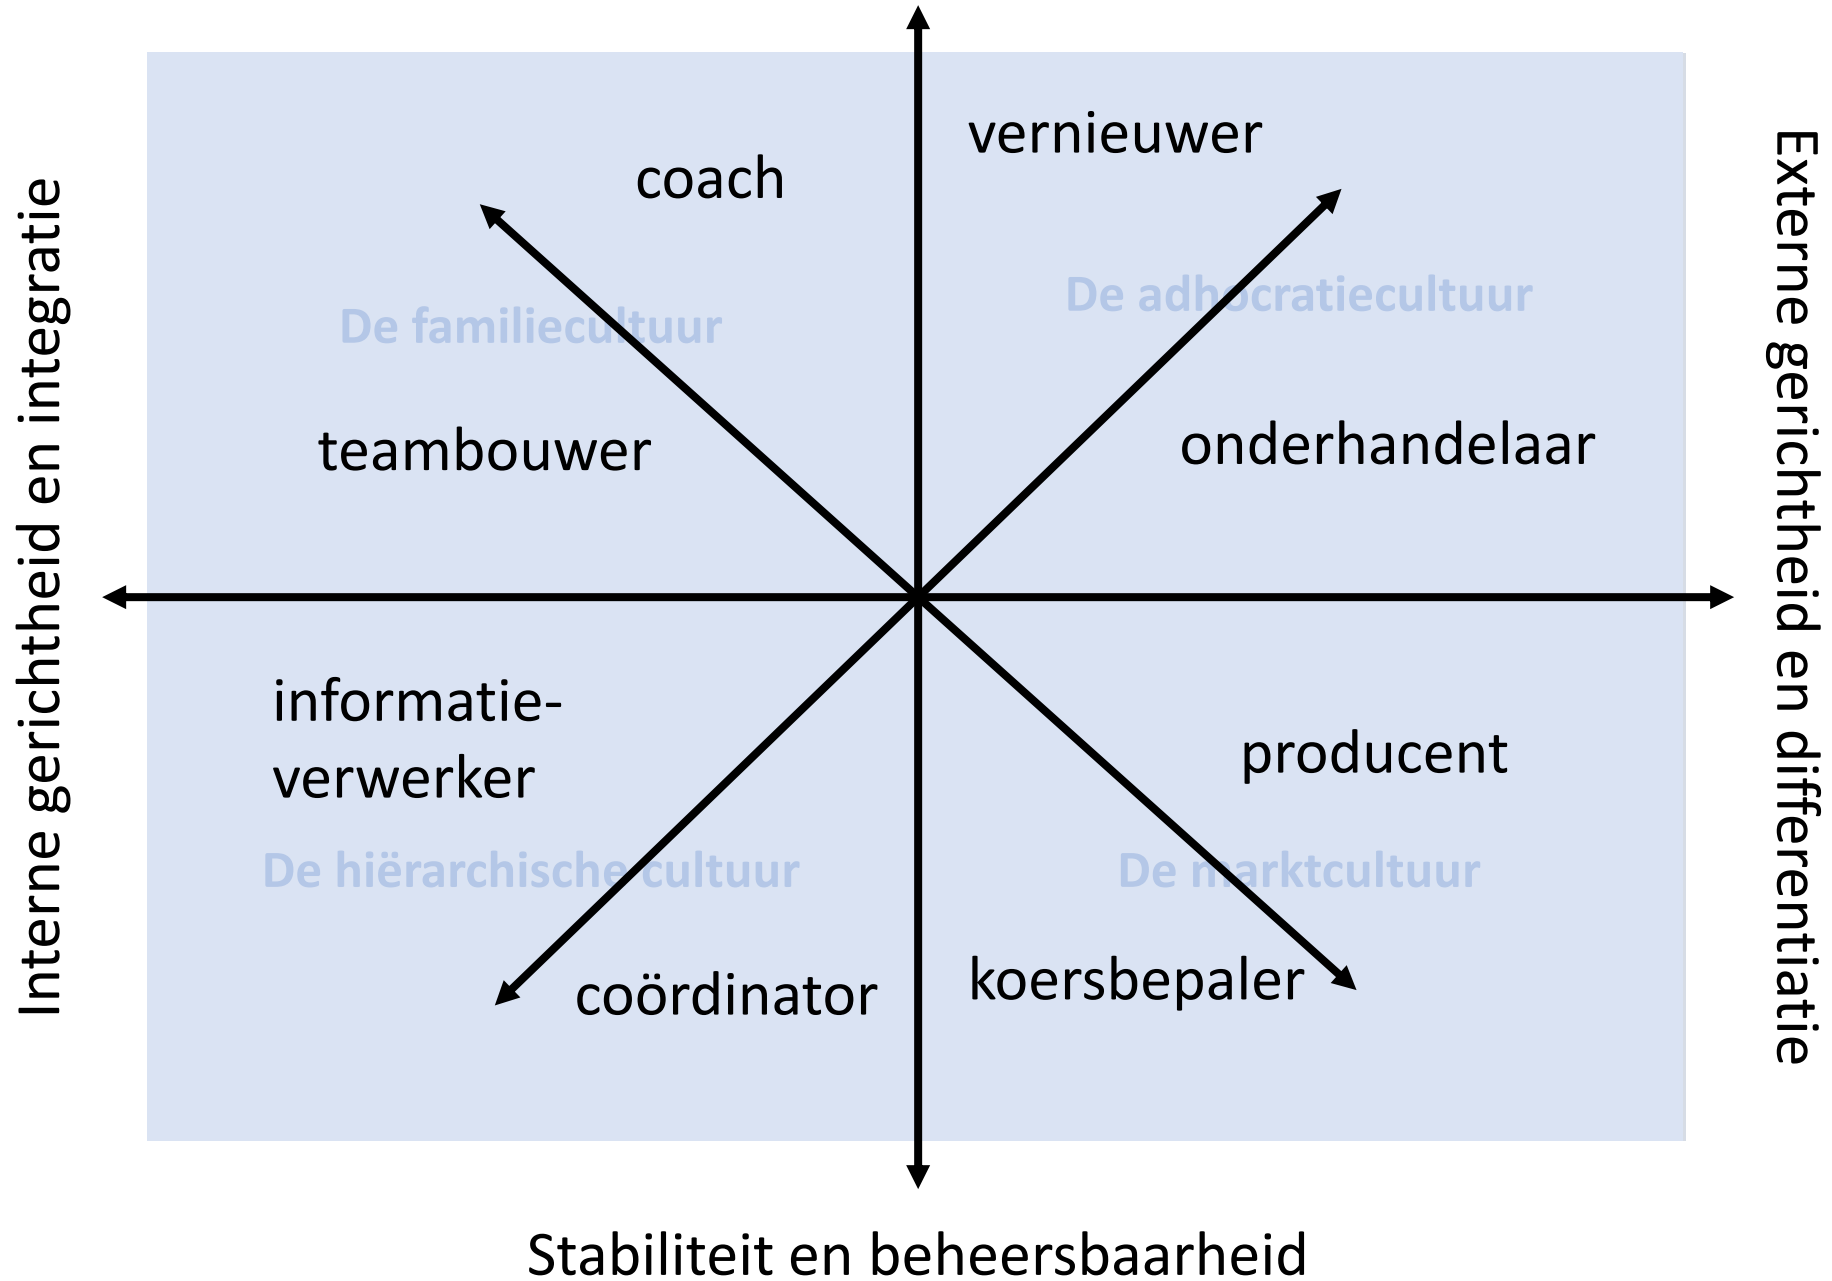 Interne gerichtheid en integratie
coach
De familiecultuur
teambouwer
vernieuwer
De adhocratiecultuur
onderhandelaar
informatie-
verwerker
De hiërarchische cultuur
coördinator
producent
De marktcultuur
koersbepaler
Externe gerichtheid en differentiatie
Stabiliteit en beheersbaarheid